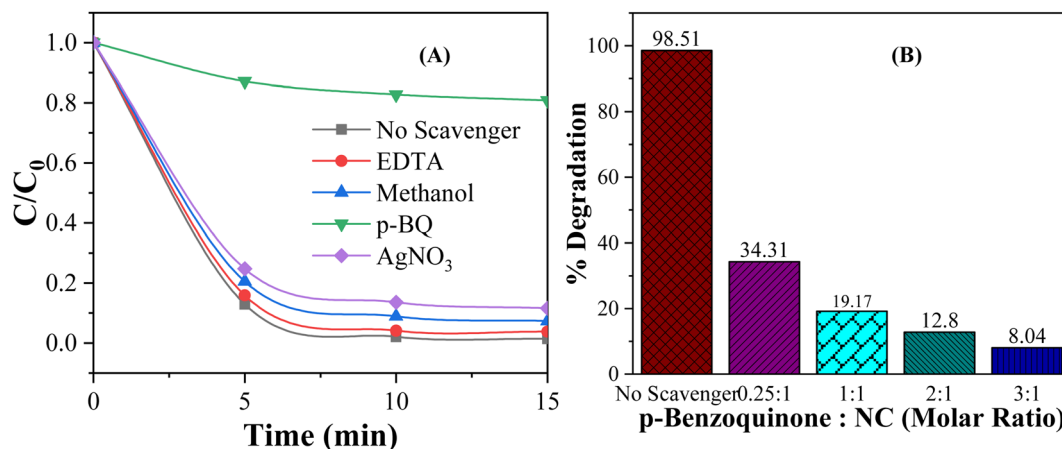 (A)
C/C₀
1.0
0.8
0.6
0.4
0.2
0.0
No Scavenger
EDTA
Methanol
p-BQ
AgNO₃
0 5 10 15
Time (min)
(B)
% Degradation
100
80
60
40
20
0
98.51
34.31
19.17
12.8
8.04
No Scavenger 0.25:1 1:1 2:1 3:1
p-Benzoquinone : NC (Molar Ratio)